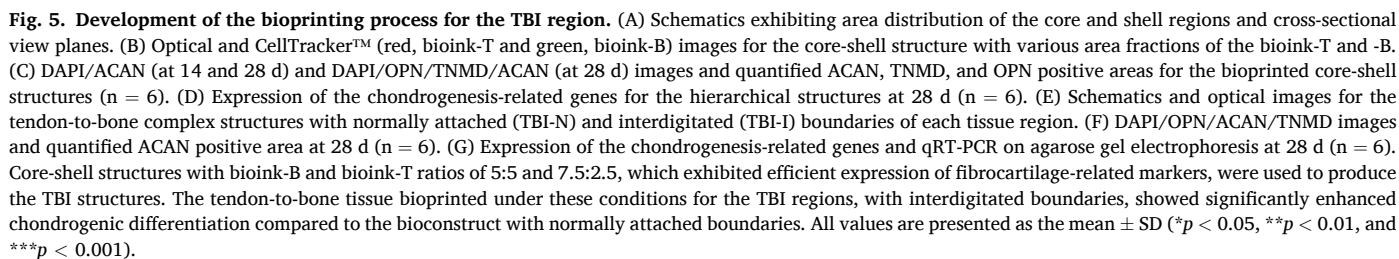 Fig. 5. Development of the bioprinting process for the TBI region. (A) Schematics exhibiting area distribution of the core and shell regions and cross-sectional
view planes. (B) Optical and CellTracker™ (red, bioink-T and green, bioink-B) images for the core-shell structure with various area fractions of the bioink-T and -B.
(C) DAPI/ACAN (at 14 and 28 d) and DAPI/OPN/TNMD/ACAN (at 28 d) images and quantified ACAN, TNMD, and OPN positive areas for the bioprinted core-shell
structures (n = 6). (D) Expression of the chondrogenesis-related genes for the hierarchical structures at 28 d (n = 6). (E) Schematics and optical images for the
tendon-to-bone complex structures with normally attached (TBI-N) and interdigitated (TBI-I) boundaries of each tissue region. (F) DAPI/OPN/ACAN/TNMD images
and quantified ACAN positive area at 28 d (n = 6). (G) Expression of the chondrogenesis-related genes and qRT-PCR on agarose gel electrophoresis at 28 d (n = 6).
Core-shell structures with bioink-B and bioink-T ratios of 5:5 and 7.5:2.5, which exhibited efficient expression of fibrocartilage-related markers, were used to produce
the TBI structures. The tendon-to-bone tissue bioprinted under these conditions for the TBI regions, with interdigitated boundaries, showed significantly enhanced
chondrogenic differentiation compared to the bioconstruct with normally attached boundaries. All values are presented as the mean ± SD (*p < 0.05, **p < 0.01, and
***p < 0.001).